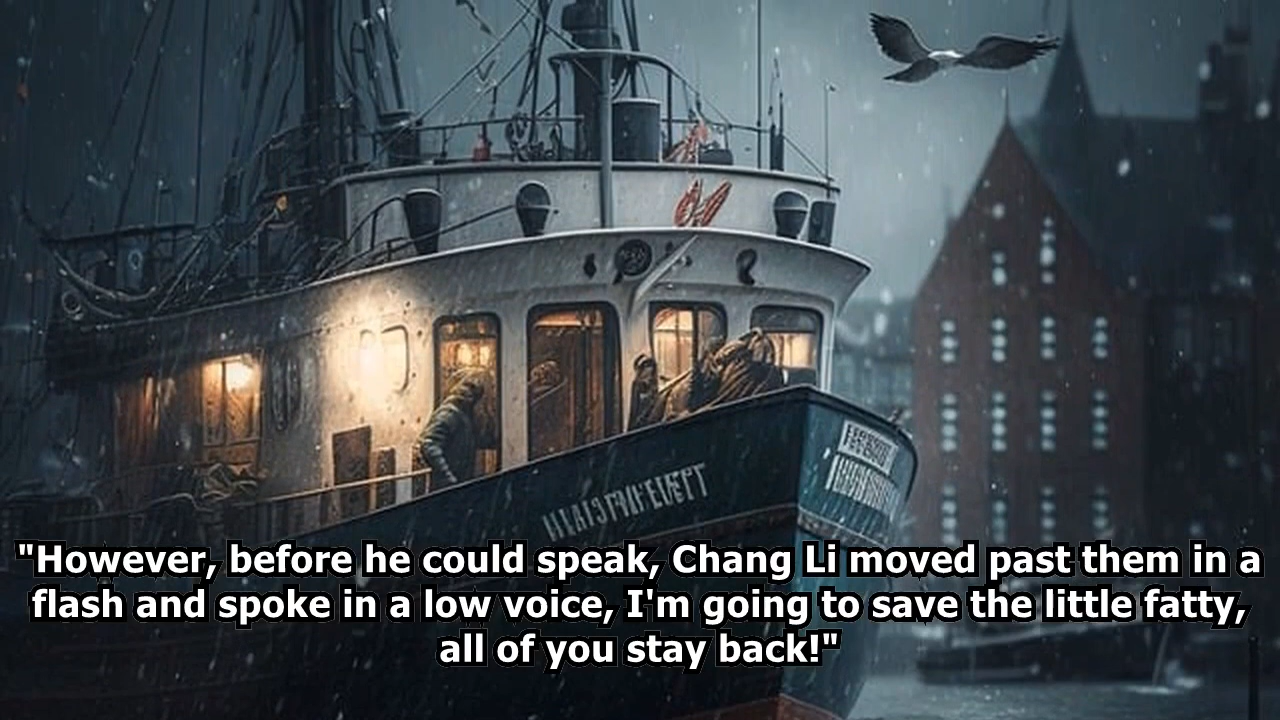 "However, before he could speak, Chang Li moved past them in a
flash and spoke in a low voice, I'm going to save the little fatty,
all of you stay back!"